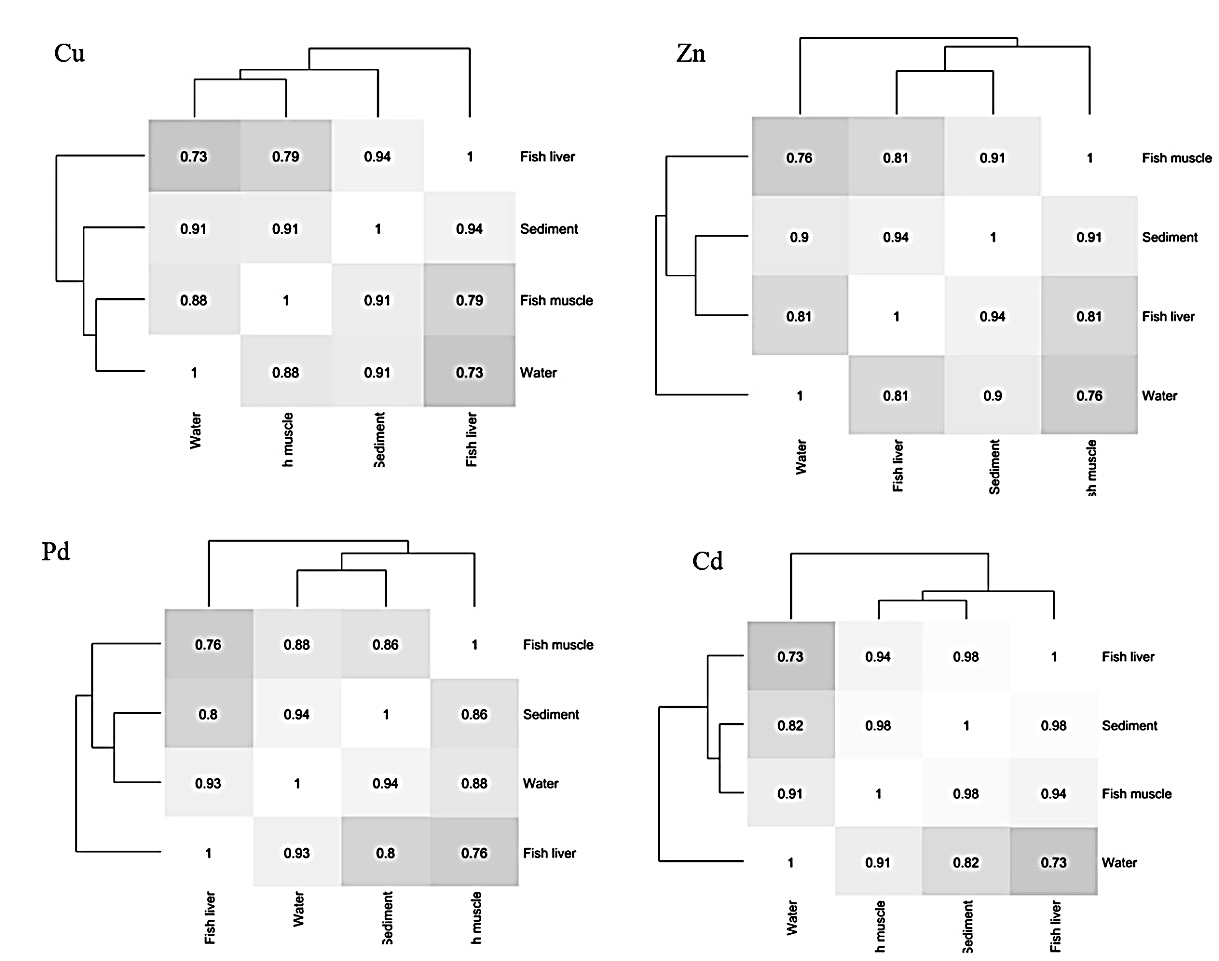 Cu
0.73 0.79 0.94 1 Fish liver
0.91 0.91 1 0.94 Sediment
0.88 1 0.91 0.79 Fish muscle
1 0.88 0.91 0.73 Water
Water
h muscle
Sediment
Fish liver
Zn
0.76 0.81 0.91 1 Fish muscle
0.9 0.94 1 0.91 Sediment
0.81 1 0.94 0.81 Fish liver
1 0.81 0.9 0.76 Water
Water
Fish liver
Sediment
sh muscle
Pd
0.76 0.88 0.86 1 Fish muscle
0.8 0.94 1 0.86 Sediment
0.93 1 0.94 0.88 Water
1 0.93 0.8 0.76 Fish liver
Fish liver
Water
Sediment
h muscle
Cd
0.73 0.94 0.98 1 Fish liver
0.82 0.98 1 0.98 Sediment
0.91 1 0.98 0.94 Fish muscle
1 0.91 0.82 0.73 Water
Water
h muscle
Sediment
Fish liver